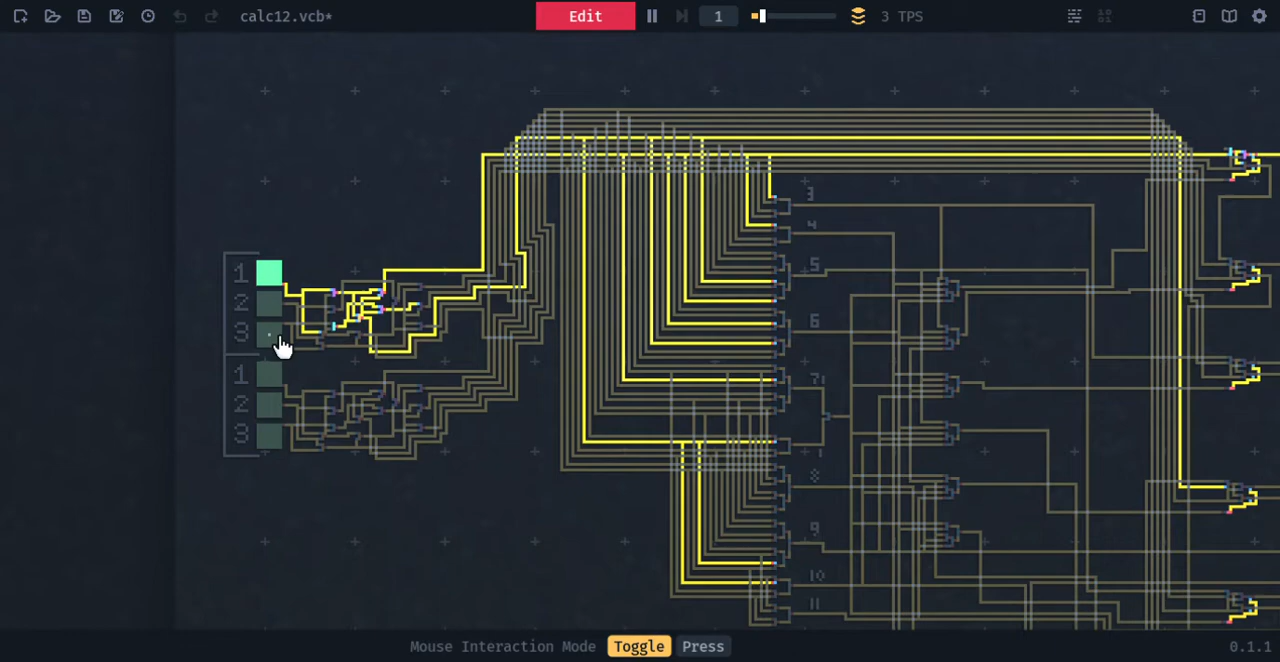 calc12.vcb*
Edit
1
3 TPS
1
2
3
1
2
3
3
4
5
6
7
8
9
10
11
Mouse Interaction Mode
Toggle
Press
0.1.1